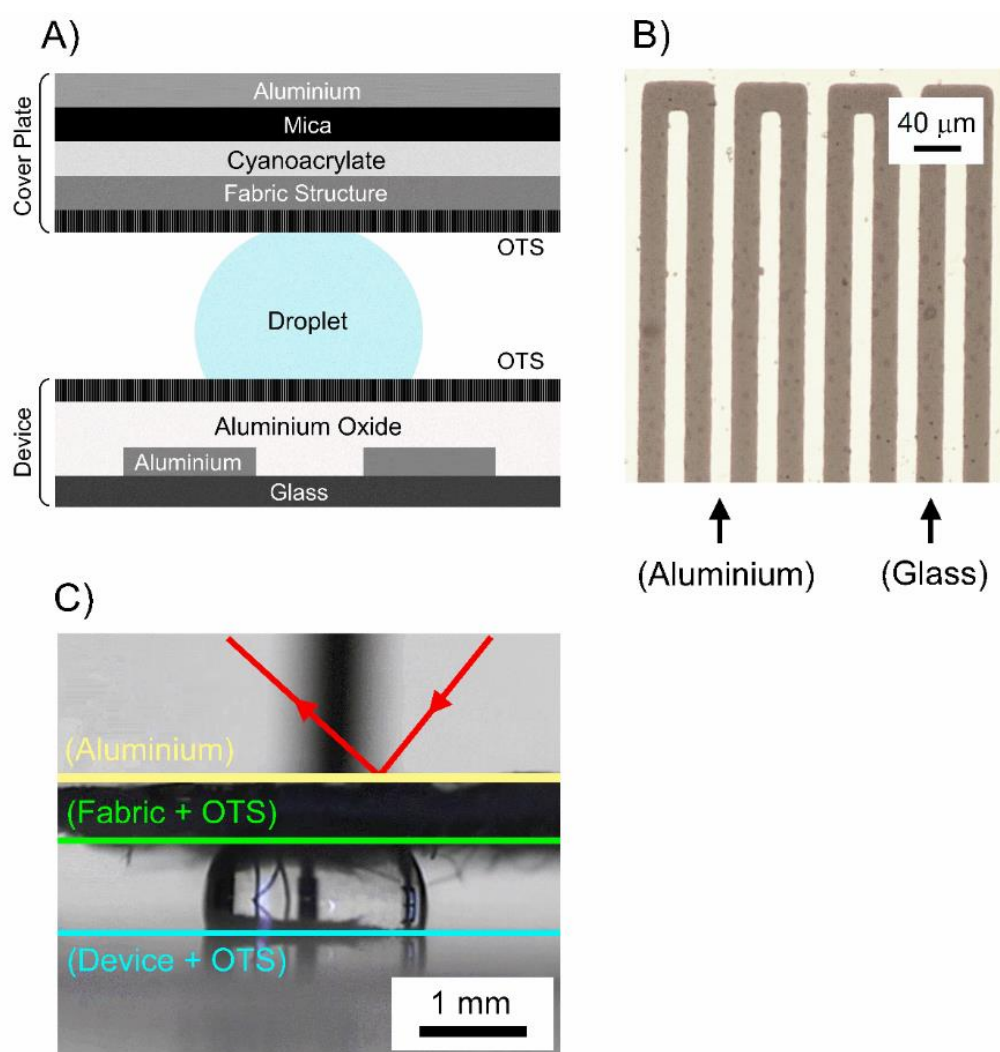 A)
Cover Plate
Aluminium
Mica
Cyanoacrylate
Fabric Structure
OTS
Droplet
OTS
Device
Aluminium Oxide
Aluminium
Glass
B)
40 μm
(Aluminium)
(Glass)
C)
(Aluminium)
(Fabric + OTS)
(Device + OTS)
1 mm